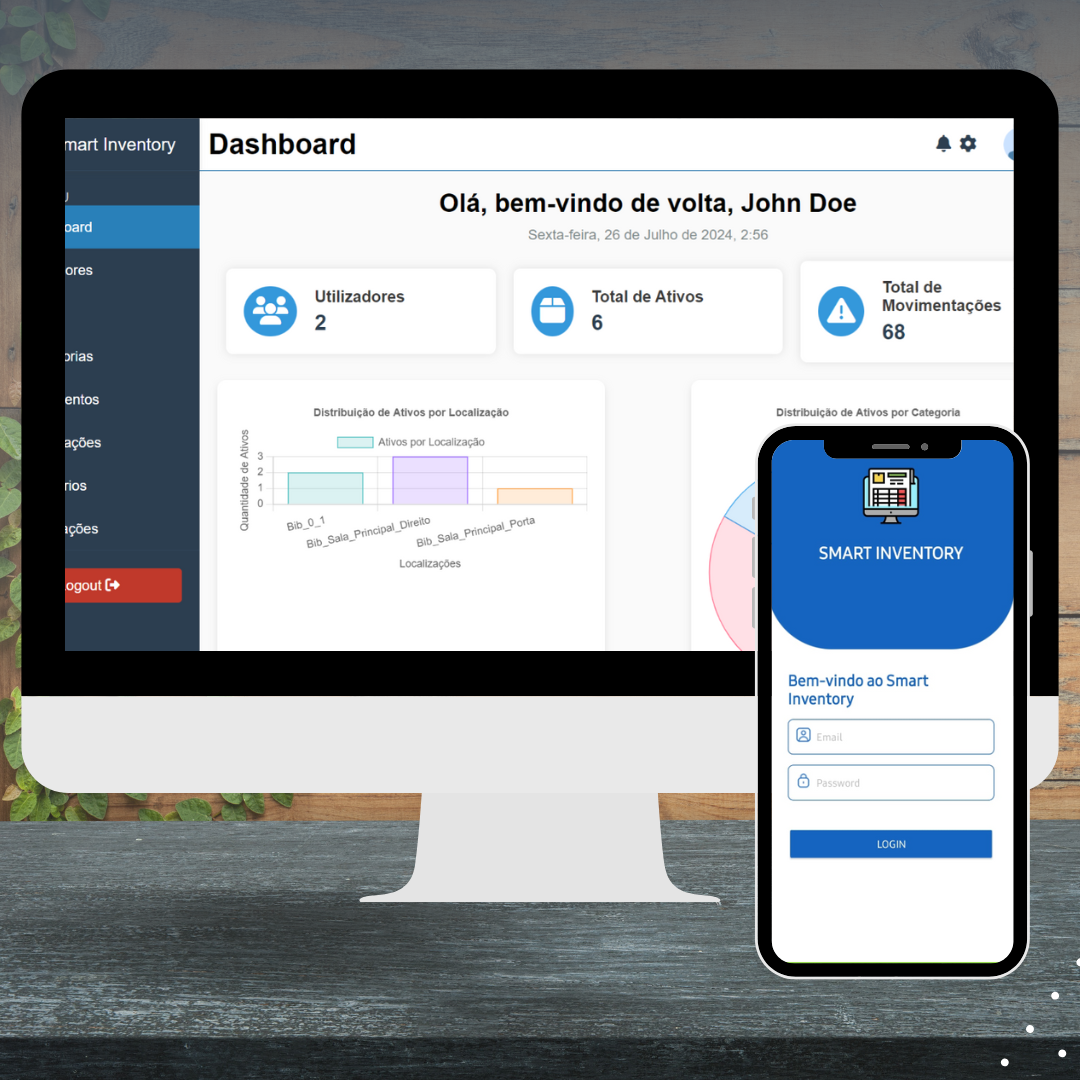 mart Inventory
Dashboard
Olá, bem-vindo de volta, John Doe
Sexta-feira, 26 de Julho de 2024, 2:56
oard
ores
orias
entos
ações
rios
ações
ogout
Utilizadores
2
Total de Ativos
6
Total de
Movimentações
68
Distribuição de Ativos por Localização
Ativos por Localização
Quantidade de Ativos
3
2
1
0
Bib_0_1
Bib_Sala_Principal_Direito
Bib_Sala_Principal_Porta
Localizações
Distribuição de Ativos por Categoria
SMART INVENTORY
Bem-vindo ao Smart
Inventory
Email
Password
LOGIN